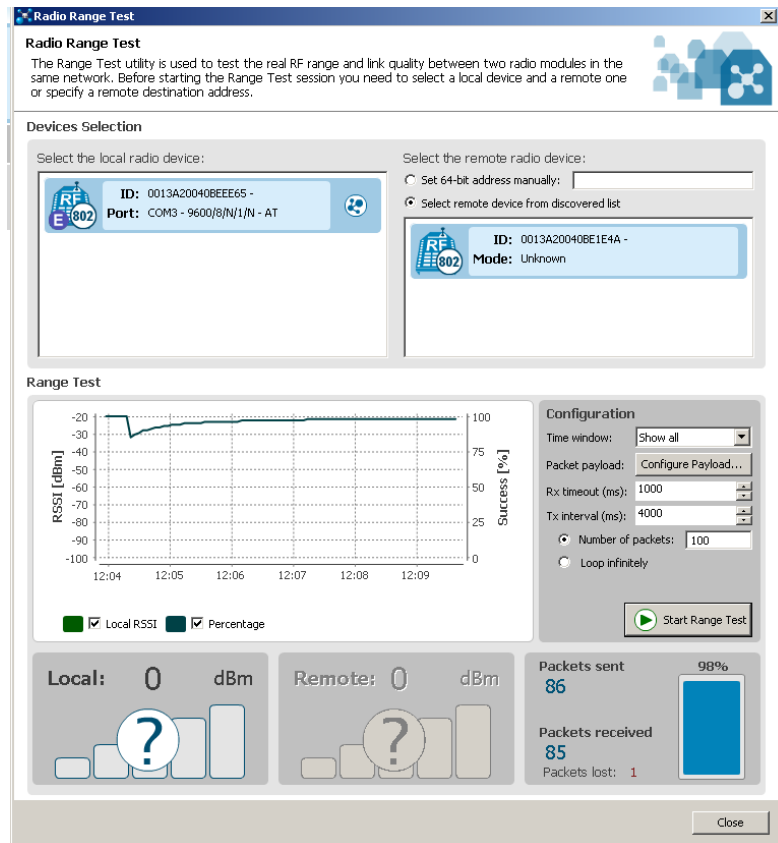 Radio Range Test
Radio Range Test
The Range Test utility is used to test the real RF range and link quality between two radio modules in the
same network. Before starting the Range Test session you need to select a local device and a remote one
or specify a remote destination address.
Devices Selection
Select the local radio device:
RF
E
802
ID: 0013A20040BEEE65 -
Port: COM3 - 9600/8/N/1/N - AT
Select the remote radio device:
Set 64-bit address manually:
Select remote device from discovered list
RF
802
ID: 0013A20040BE1E4A -
Mode: Unknown
Range Test
RSSI [dBm]
-20
-30
-40
-50
-60
-70
-80
-90
-100
100
75
50
25
0
Success [%]
12:04 12:05 12:06 12:07 12:08 12:09
Local RSSI Percentage
Configuration
Time window: Show all
Packet payload: Configure Payload...
Rx timeout (ms): 1000
Tx interval (ms): 4000
Number of packets: 100
Loop infinitely
Start Range Test
Local: 0 dBm
?
Remote: 0 dBm
?
Packets sent
86
98%
Packets received
85
Packets lost: 1
Close